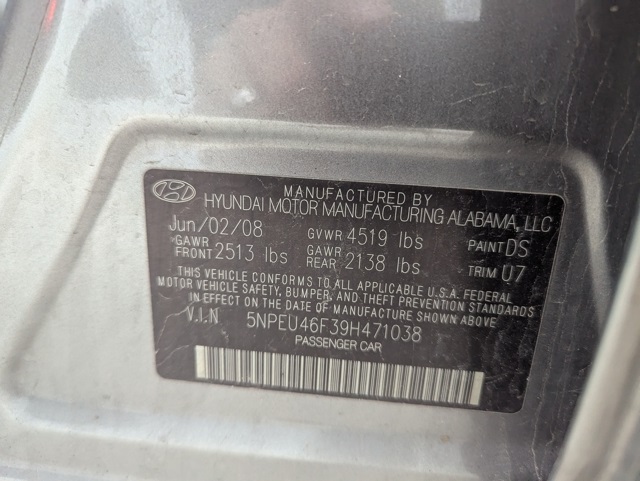 MANUFACTURED BY
HYUNDAI MOTOR MANUFACTURING ALABAMA, LLC
Jun/02/08 GVWR 4519 lbs PAINT DS
GAWR FRONT 2513 lbs GAWR REAR 2138 lbs TRIM U7
THIS VEHICLE CONFORMS TO ALL APPLICABLE U.S.A. FEDERAL
MOTOR VEHICLE SAFETY, BUMPER, AND THEFT PREVENTION STANDARDS
IN EFFECT ON THE DATE OF MANUFACTURE SHOWN ABOVE
V.I.N 5NPEU46F39H471038
PASSENGER CAR